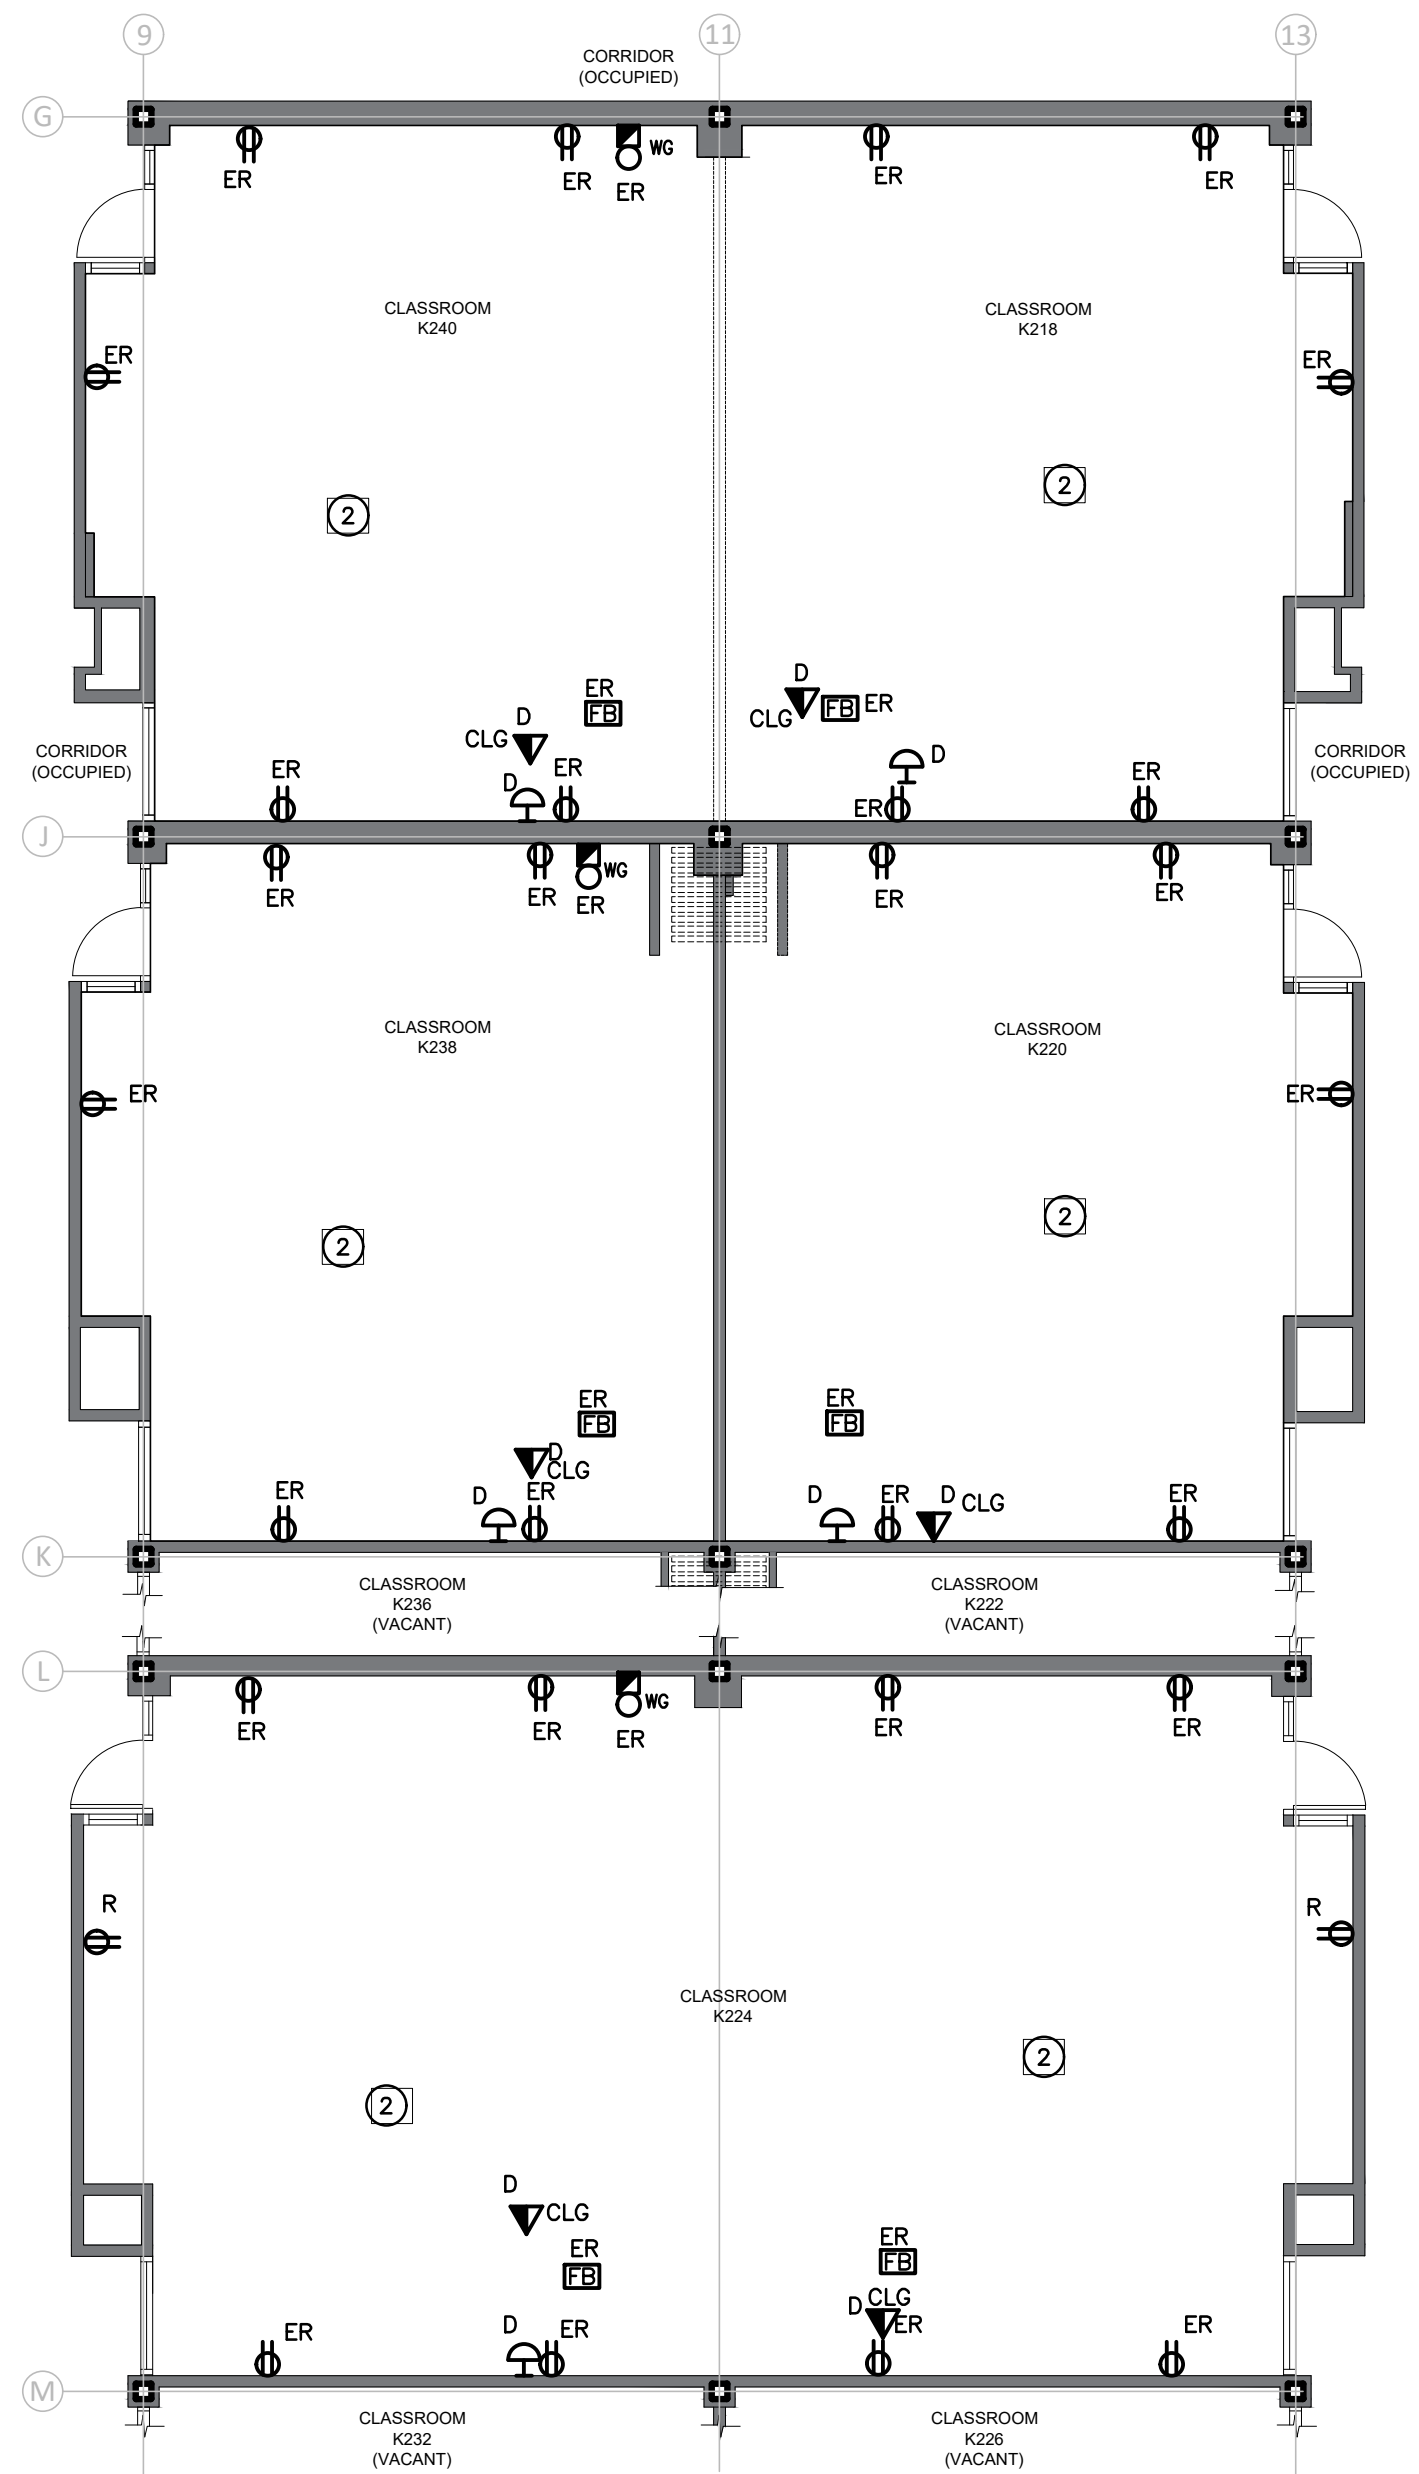 9
11
13
CORRIDOR
(OCCUPIED)
G
WG
ER
ER
ER
ER
ER
CLASSROOM
K240
CLASSROOM
K218
ER
ER
2
2
D
ER
FB
CLG
FB
ER
D
CLG
CORRIDOR
(OCCUPIED)
CORRIDOR
(OCCUPIED)
D
ER
ER
D
ER
ER
J
WG
ER
ER
ER
ER
ER
CLASSROOM
K238
CLASSROOM
K220
ER
ER
2
2
ER
FB
ER
FB
D
CLG
ER
D
ER
D
ER
D
CLG
ER
K
CLASSROOM
K236
(VACANT)
CLASSROOM
K222
(VACANT)
L
WG
ER
ER
ER
ER
ER
R
R
CLASSROOM
K224
2
2
D
CLG
ER
FB
ER
FB
CLG
D
ER
ER
D
ER
ER
M
CLASSROOM
K232
(VACANT)
CLASSROOM
K226
(VACANT)